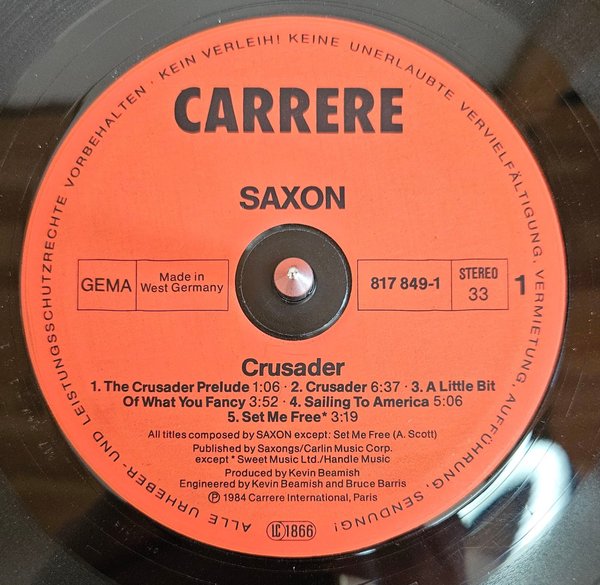 ALLE URHEBER- UND LEISTUNGSSCHUTZRECHTE VORBEHALTEN · KEIN VERLEIH! KEINE UNERLAUBTE VERVIELFÄLTIGUNG, VERMIETUNG, AUFFÜHRUNG, SENDUNG!
CARRERE
SAXON
GEMA
Made in
West Germany
817 849-1
STEREO
33
1
Crusader
1. The Crusader Prelude 1:06 · 2. Crusader 6:37 · 3. A Little Bit
Of What You Fancy 3:52 · 4. Sailing To America 5:06
5. Set Me Free* 3:19
All titles composed by SAXON except: Set Me Free (A. Scott)
Published by Saxongs/Carlin Music Corp.
except * Sweet Music Ltd./Handle Music
Produced by Kevin Beamish
Engineered by Kevin Beamish and Bruce Barris
Ⓟ 1984 Carrere International, Paris
LC 1866